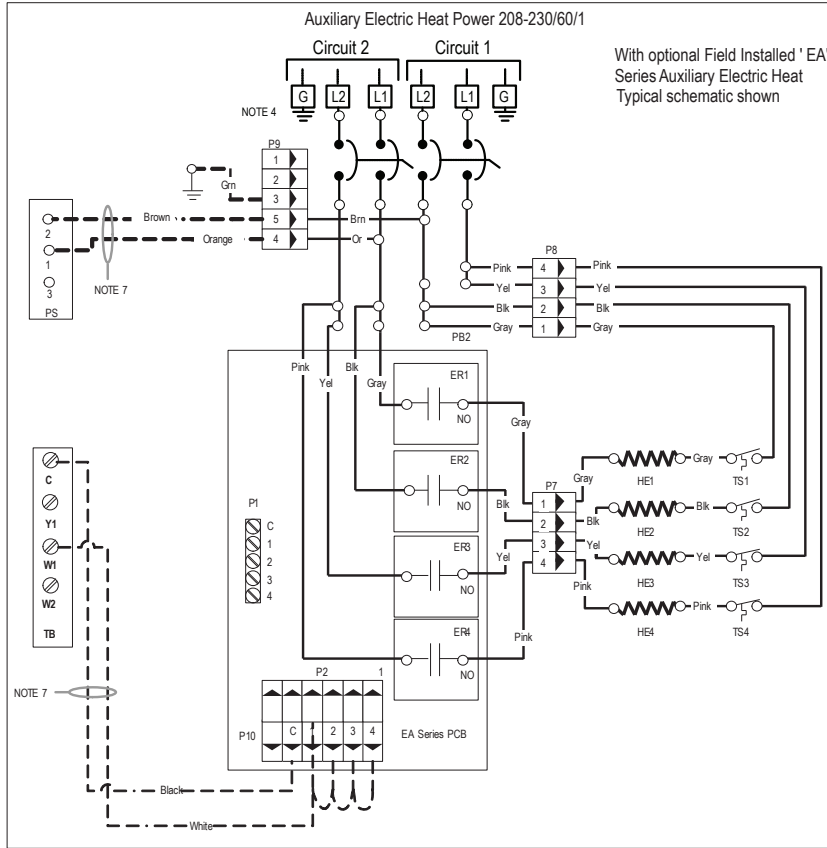 Auxiliary Electric Heat Power 208-230/60/1
Circuit 2
Circuit 1
With optional Field Installed ' EA'
Series Auxiliary Electric Heat
Typical schematic shown
G
L2
L1
L2
L1
G
NOTE 4
P9
1
2
3
5
4
Grn
Brown
Orange
Brn
Or
2
1
3
PS
NOTE 7
P8
4
3
2
1
Pink
Yel
Blk
Gray
Pink
Yel
Blk
Gray
PB2
Pink
Yel
Blk
Gray
ER1
NO
ER2
NO
ER3
NO
ER4
NO
Gray
Blk
Yel
Pink
P7
1
2
3
4
Gray
Blk
Yel
Pink
Gray
HE1
TS1
Blk
HE2
TS2
Yel
HE3
TS3
Pink
HE4
TS4
C
Y1
W1
W2
TB
NOTE 7
P1
C
1
2
3
4
P2
1
P10
C
1
2
3
4
EA Series PCB
Black
White